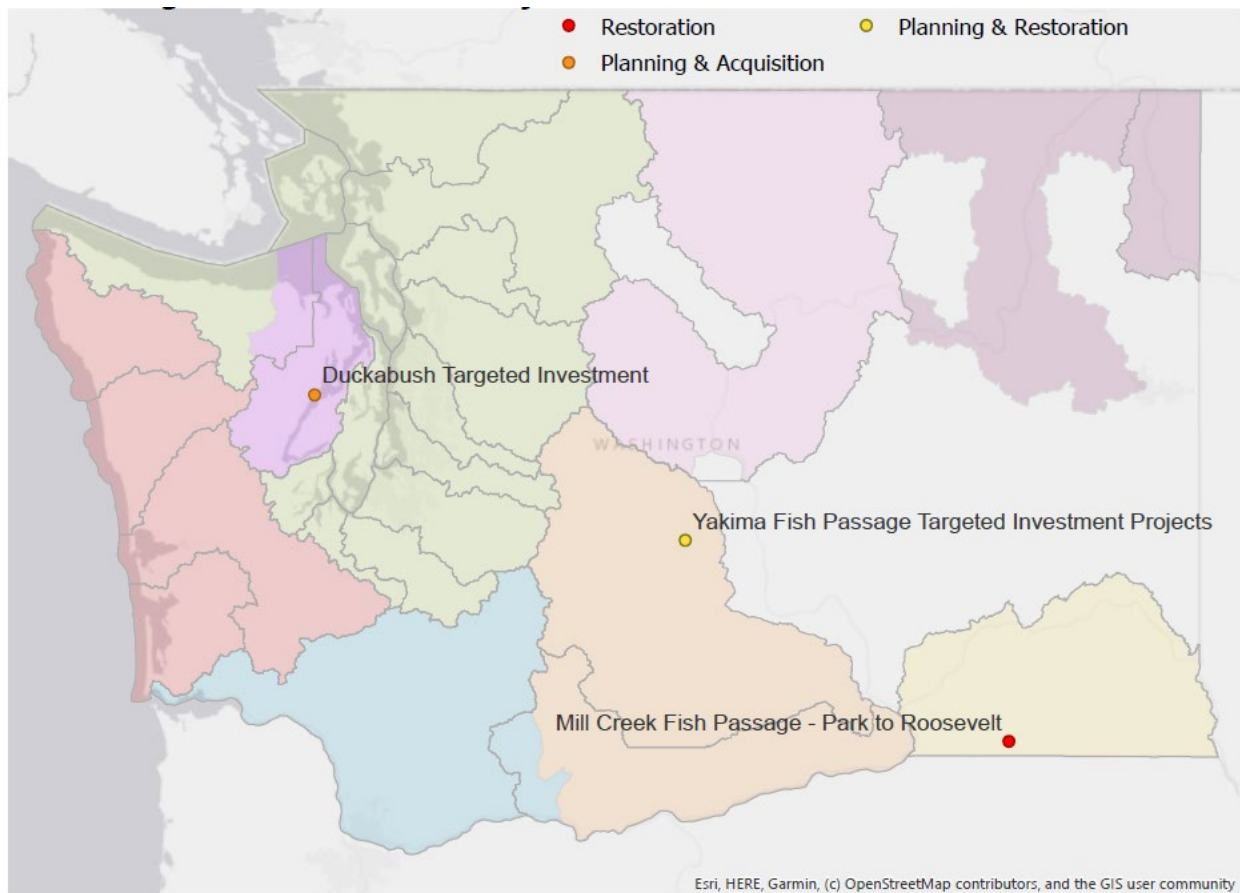 Restoration
Planning & Restoration
Planning & Acquisition
Duckabush Targeted Investment
WASHINGTON
Yakima Fish Passage Targeted Investment Projects
Mill Creek Fish Passage - Park to Roosevelt
Esri, HERE, Garmin, (c) OpenStreetMap contributors, and the GIS user community